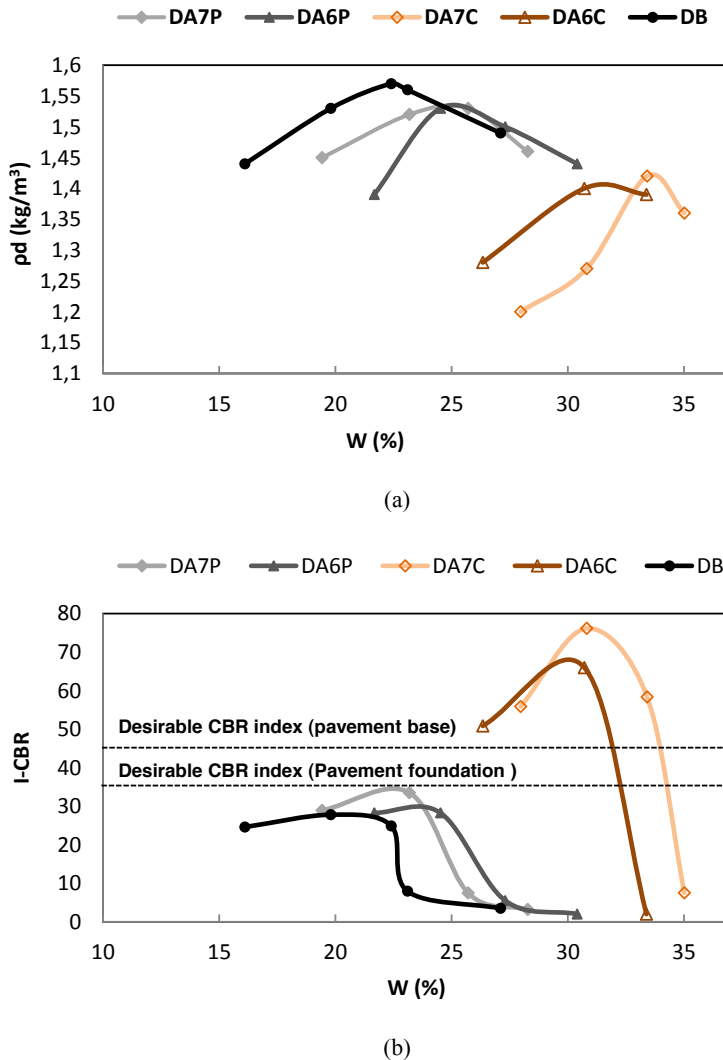 DA7P DA6P DA7C DA6C DB
1,6
1,55
1,5
1,45
1,4
1,35
1,3
1,25
1,2
1,15
1,1
ρd (kg/m³)
10 15 20 25 30 35
W (%)
(a)
DA7P DA6P DA7C DA6C DB
80
70
60
50
40
30
20
10
0
I-CBR
Desirable CBR index (pavement base)
Desirable CBR index (Pavement foundation )
10 15 20 25 30 35
W (%)
(b)